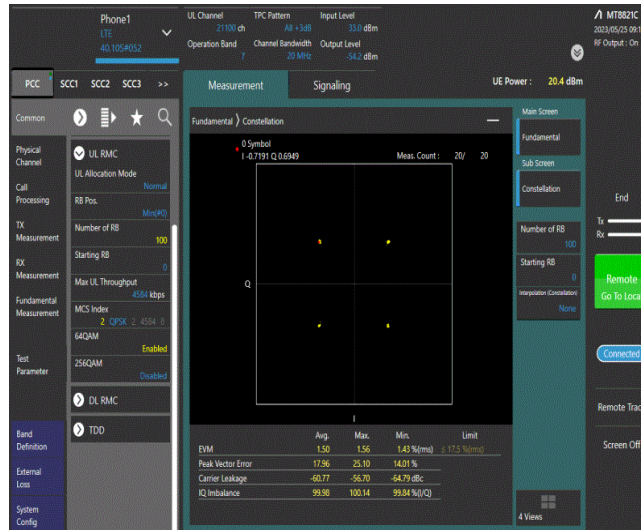 Phone1
LTE
40.105#052
UL Channel TPC Pattern Input Level
21100 ch Alt +3dB 33.0 dBm
Operation Band Channel Bandwidth Output Level
7 20 MHz -54.2 dBm
MT8821C
2023/05/25 09:1
RF Output : On
PCC SCC1 SCC2 SCC3 >>
Measurement Signaling
UE Power : 20.4 dBm
Common
Physical
Channel
Call
Processing
TX
Measurement
RX
Measurement
Fundamental
Measurement
Test
Parameter
Band
Definition
External
Loss
System
Config
UL RMC
UL Allocation Mode
Normal
RB Pos.
Min(#0)
Number of RB
100
Starting RB
0
Max UL Throughput
4584 kbps
MCS Index
2 QPSK 2 4584 B
64QAM
Enabled
256QAM
Disabled
DL RMC
TDD
Fundamental 〉 Constellation
0 Symbol
I -0.7191 Q 0.6949 Meas. Count : 20/ 20
Q
I
Avg. Max. Min. Limit
EVM 1.50 1.56 1.43 %(rms) ≤ 17.5 %(rms)
Peak Vector Error 17.96 25.10 14.01 %
Carrier Leakage -60.77 -56.70 -64.79 dBc
IQ Imbalance 99.98 100.14 99.84 %(I/Q)
Main Screen
Fundamental
Sub Screen
Constellation
Number of RB
100
Starting RB
0
Interpolation (Constellation)
None
4 Views
End
Tx
Rx
Remote
Go To Loca
Connected
Remote Trac
Screen Off